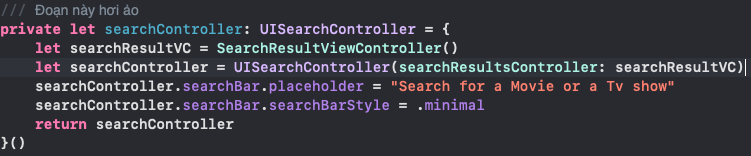 /// Đoạn này hơi ảo
private let searchController: UISearchController = {
    let searchResultVC = SearchResultViewController()
    let searchController = UISearchController(searchResultsController: searchResultVC)
    searchController.searchBar.placeholder = "Search for a Movie or a Tv show"
    searchController.searchBar.searchBarStyle = .minimal
    return searchController
}()